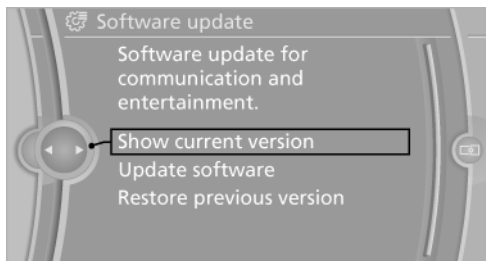 Software update
Software update for
communication and
entertainment.
Show current version
Update software
Restore previous version